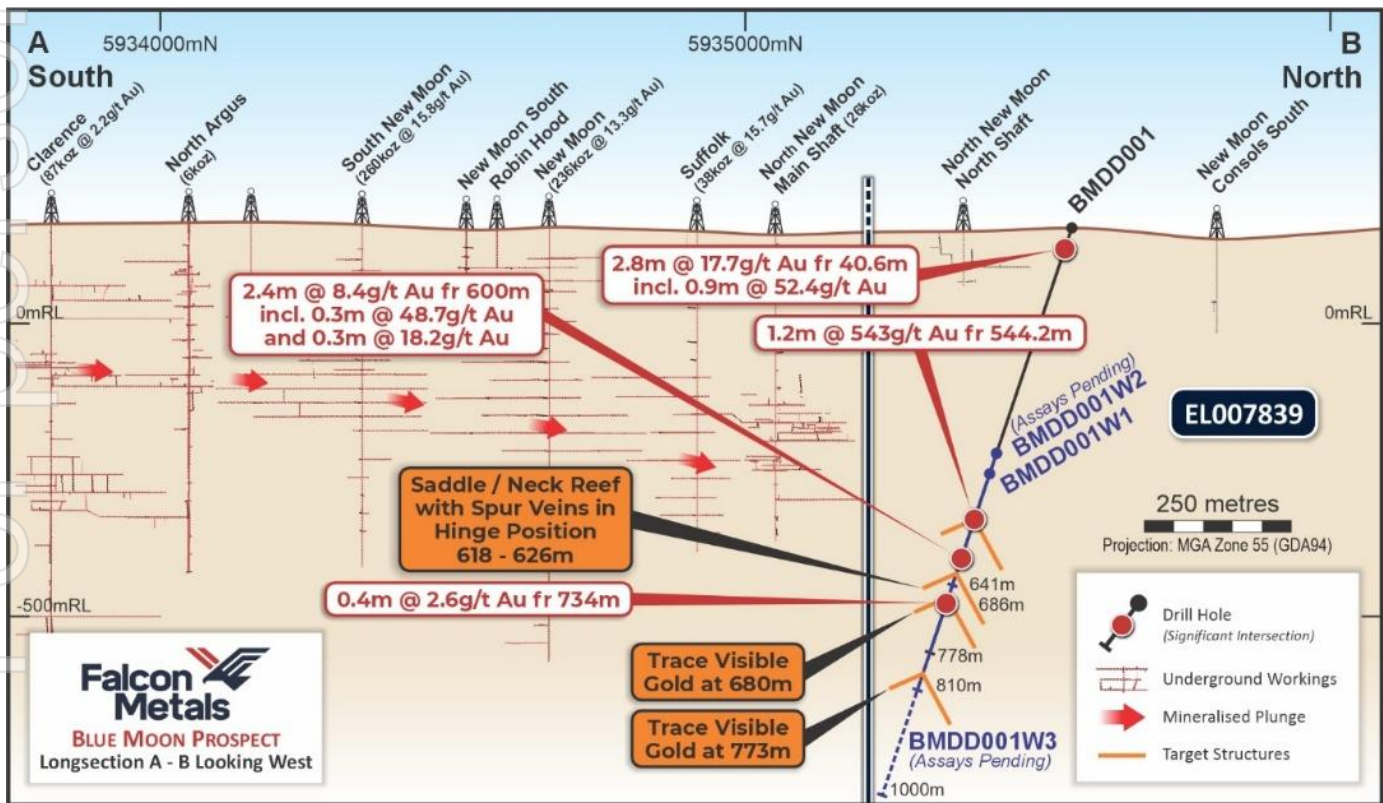 A
South
5934000mN
5935000mN
B
North
Clarence
(87koz @ 2.2g/t Au)
North Argus
(6koz)
South New Moon
(260koz @ 15.8g/t Au)
New Moon South
Robin Hood
New Moon
(236koz @ 13.3g/t Au)
Suffolk
(38koz @ 15.7g/t Au)
North New Moon
Main Shaft (26koz)
North New Moon
North Shaft
BMDD001
New Moon
Consols South
2.8m @ 17.7g/t Au fr 40.6m
incl. 0.9m @ 52.4g/t Au
2.4m @ 8.4g/t Au fr 600m
incl. 0.3m @ 48.7g/t Au
and 0.3m @ 18.2g/t Au
0mRL
0mRL
1.2m @ 543g/t Au fr 544.2m
(Assays Pending)
BMDD001W2
BMDD001W1
EL007839
Saddle / Neck Reef
with Spur Veins in
Hinge Position
618 - 626m
250 metres
Projection: MGA Zone 55 (GDA94)
641m
686m
0.4m @ 2.6g/t Au fr 734m
-500mRL
Trace Visible
Gold at 680m
778m
810m
Trace Visible
Gold at 773m
BMDD001W3
(Assays Pending)
1000m
Falcon
Metals
BLUE MOON PROSPECT
Longsection A - B Looking West
Drill Hole
(Significant Intersection)
Underground Workings
Mineralised Plunge
Target Structures